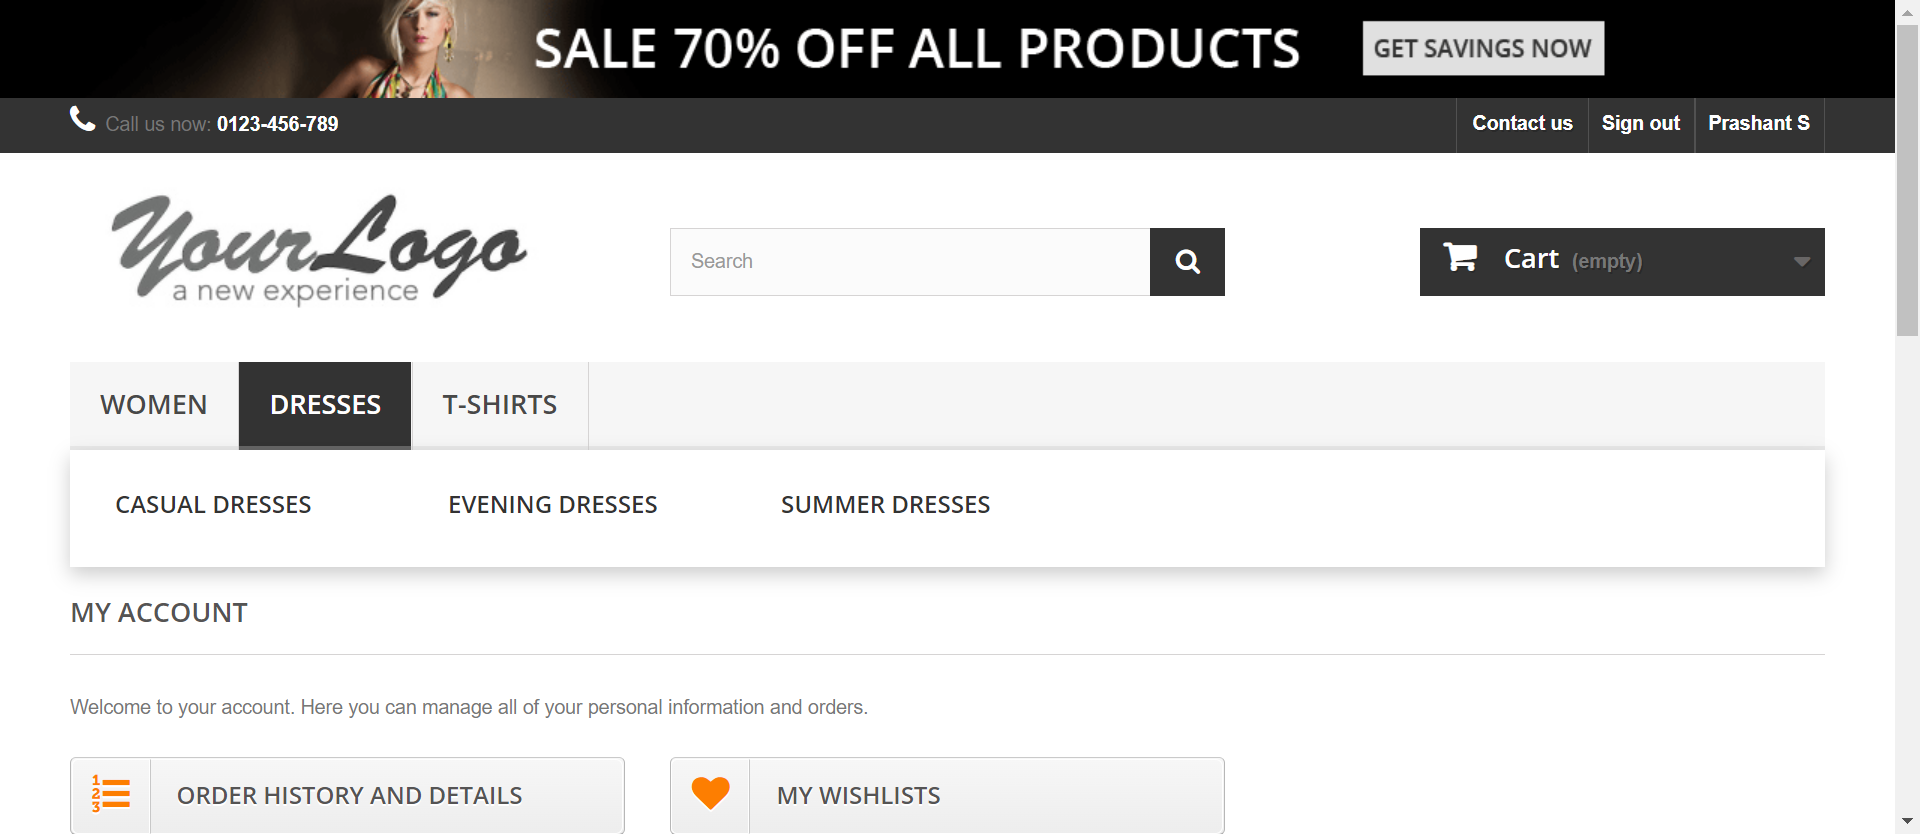 SALE 70% OFF ALL PRODUCTS
GET SAVINGS NOW
Call us now: 0123-456-789
Contact us
Sign out
Prashant S
YourLogo
a new experience
Search
Cart (empty)
WOMEN
DRESSES
T-SHIRTS
CASUAL DRESSES
EVENING DRESSES
SUMMER DRESSES
MY ACCOUNT
Welcome to your account. Here you can manage all of your personal information and orders.
1
2
3
ORDER HISTORY AND DETAILS
MY WISHLISTS